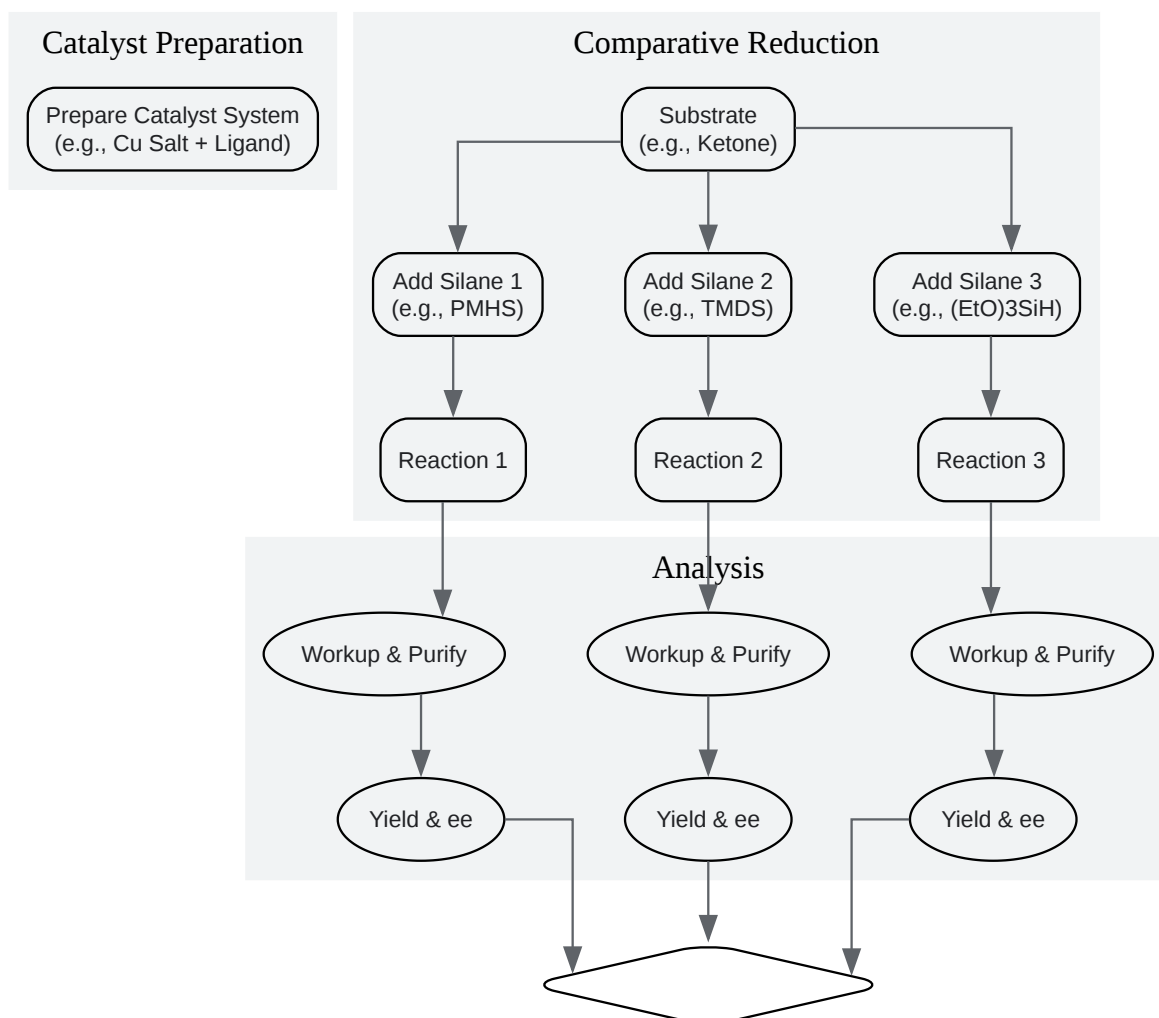 Catalyst Preparation
Prepare Catalyst System
(e.g., Cu Salt + Ligand)
Comparative Reduction
Substrate
(e.g., Ketone)
Add Silane 1
(e.g., PMHS)
Add Silane 2
(e.g., TMDS)
Add Silane 3
(e.g., (EtO)3SiH)
Reaction 1
Reaction 2
Reaction 3
Analysis
Workup & Purify
Workup & Purify
Workup & Purify
Yield & ee
Yield & ee
Yield & ee